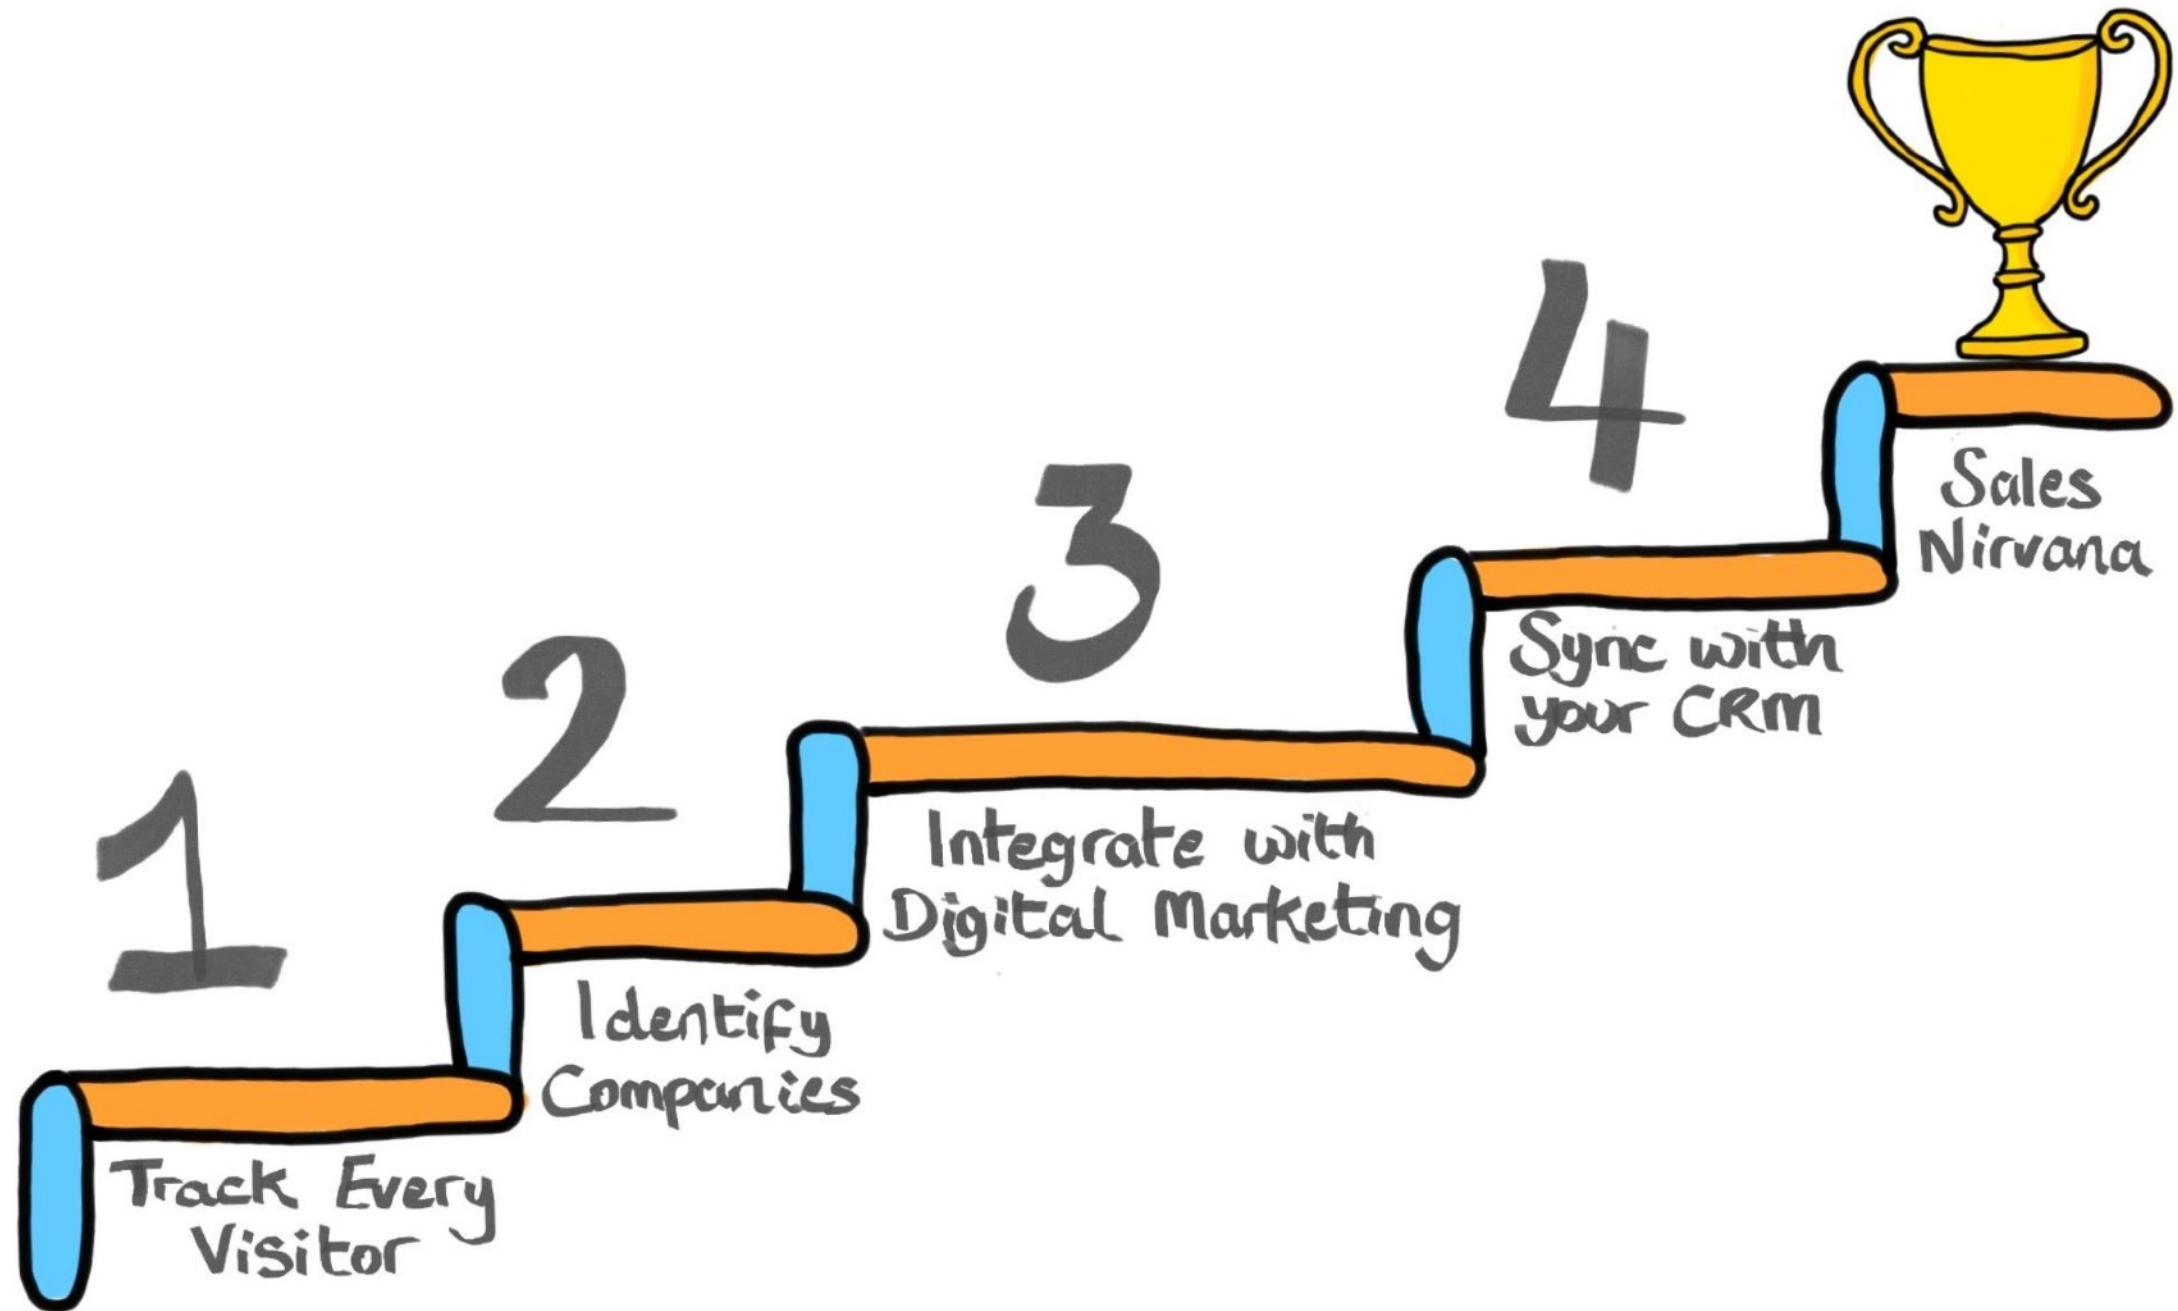 1
Track Every
Visitor
2
Identify
Companies
3
Integrate with
Digital Marketing
4
Sync with
your CRM
Sales
Nirvana